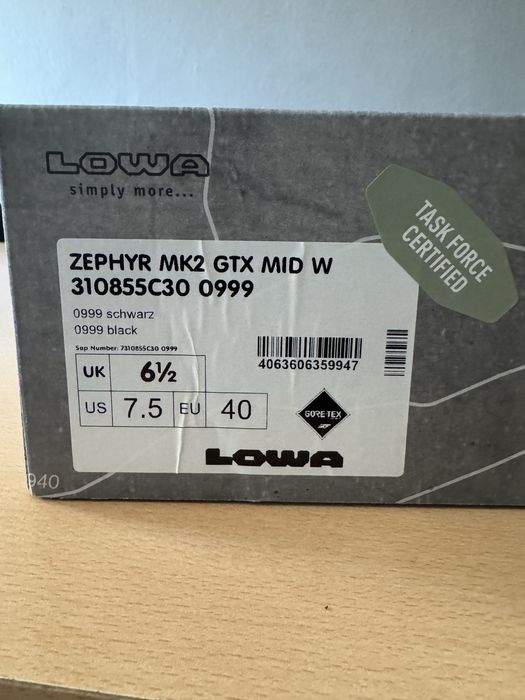 LOWA
simply more...
TASK FORCE
CERTIFIED
ZEPHYR MK2 GTX MID W
310855C30 0999
0999 schwarz
0999 black
Sap Number: 7310855C30 0999
4063606359947
UK 6½
US 7.5 EU 40
GORE-TEX
LOWA
940